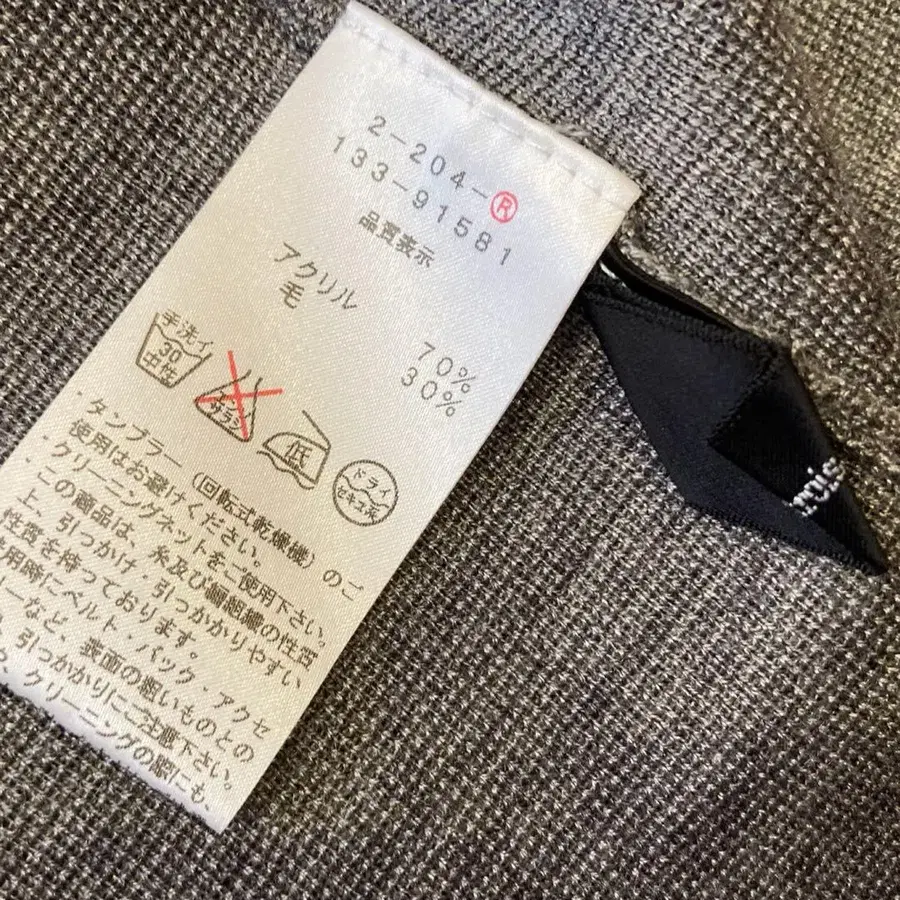 2-204-Ⓡ
133-91581
品質表示
アクリル 70%
毛 30%
手洗イ
30
中性
エンソ
サラシ
低
ドライ
セキユ系
・タンブラー(回転式乾燥機)のご
使用はお避けください。
・クリーニングネットをご使用下さい。
・この商品は、糸及び編組織の性質
上、引っかけ・引っかかりやすい
性質を持っております。
用時にベルト・バック・アクセ
ーなど、表面の粗いものとの
、引っかかりにご注意下さい。
、クリーニングの際にも、